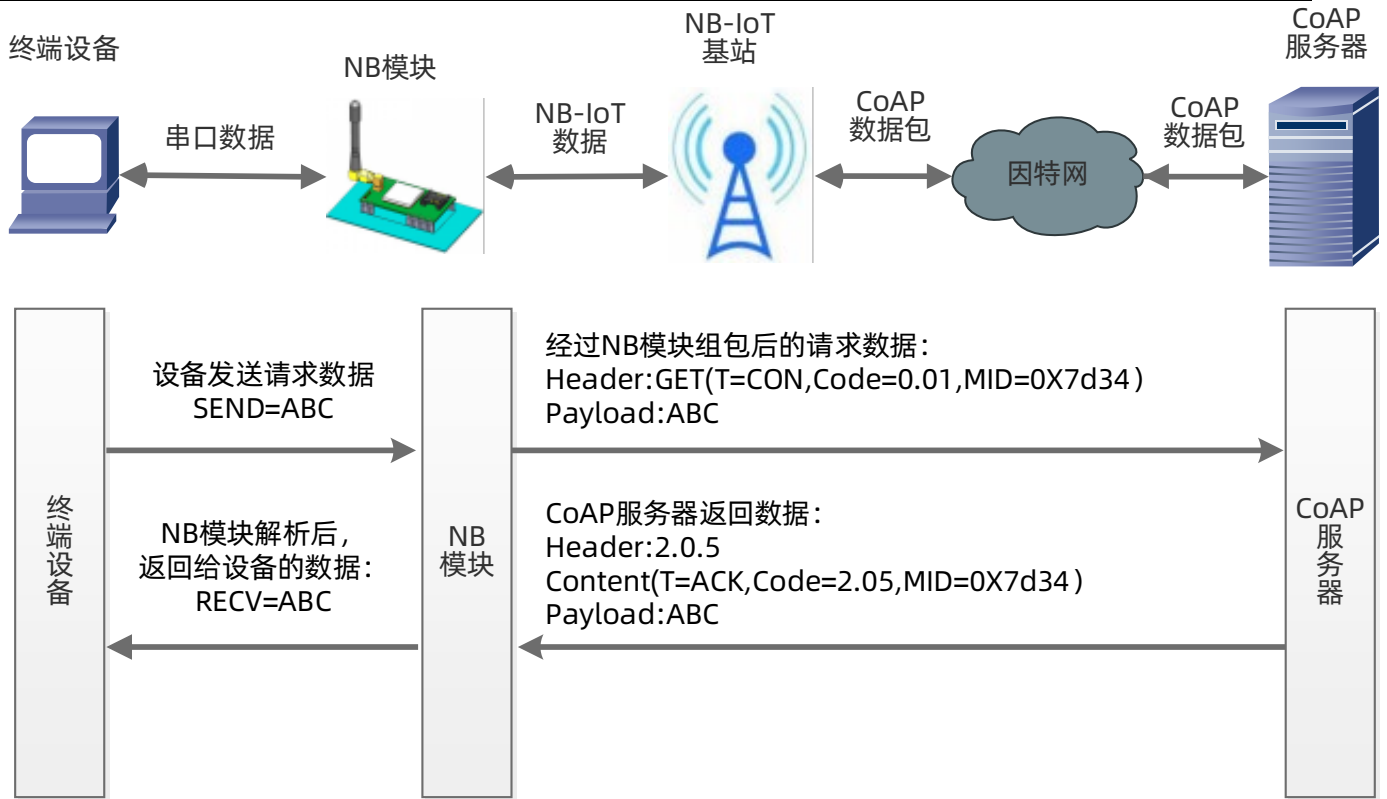 终端设备
NB模块
NB-IoT
基站
CoAP
服务器
串口数据
NB-IoT
数据
CoAP
数据包
因特网
CoAP
数据包
设备发送请求数据
SEND=ABC
经过NB模块组包后的请求数据：
Header:GET(T=CON,Code=0.01,MID=0X7d34）
Payload:ABC
终端设备
NB模块解析后，
返回给设备的数据：
RECV=ABC
NB
模块
CoAP服务器返回数据：
Header:2.0.5
Content(T=ACK,Code=2.05,MID=0X7d34）
Payload:ABC
CoAP
服务器